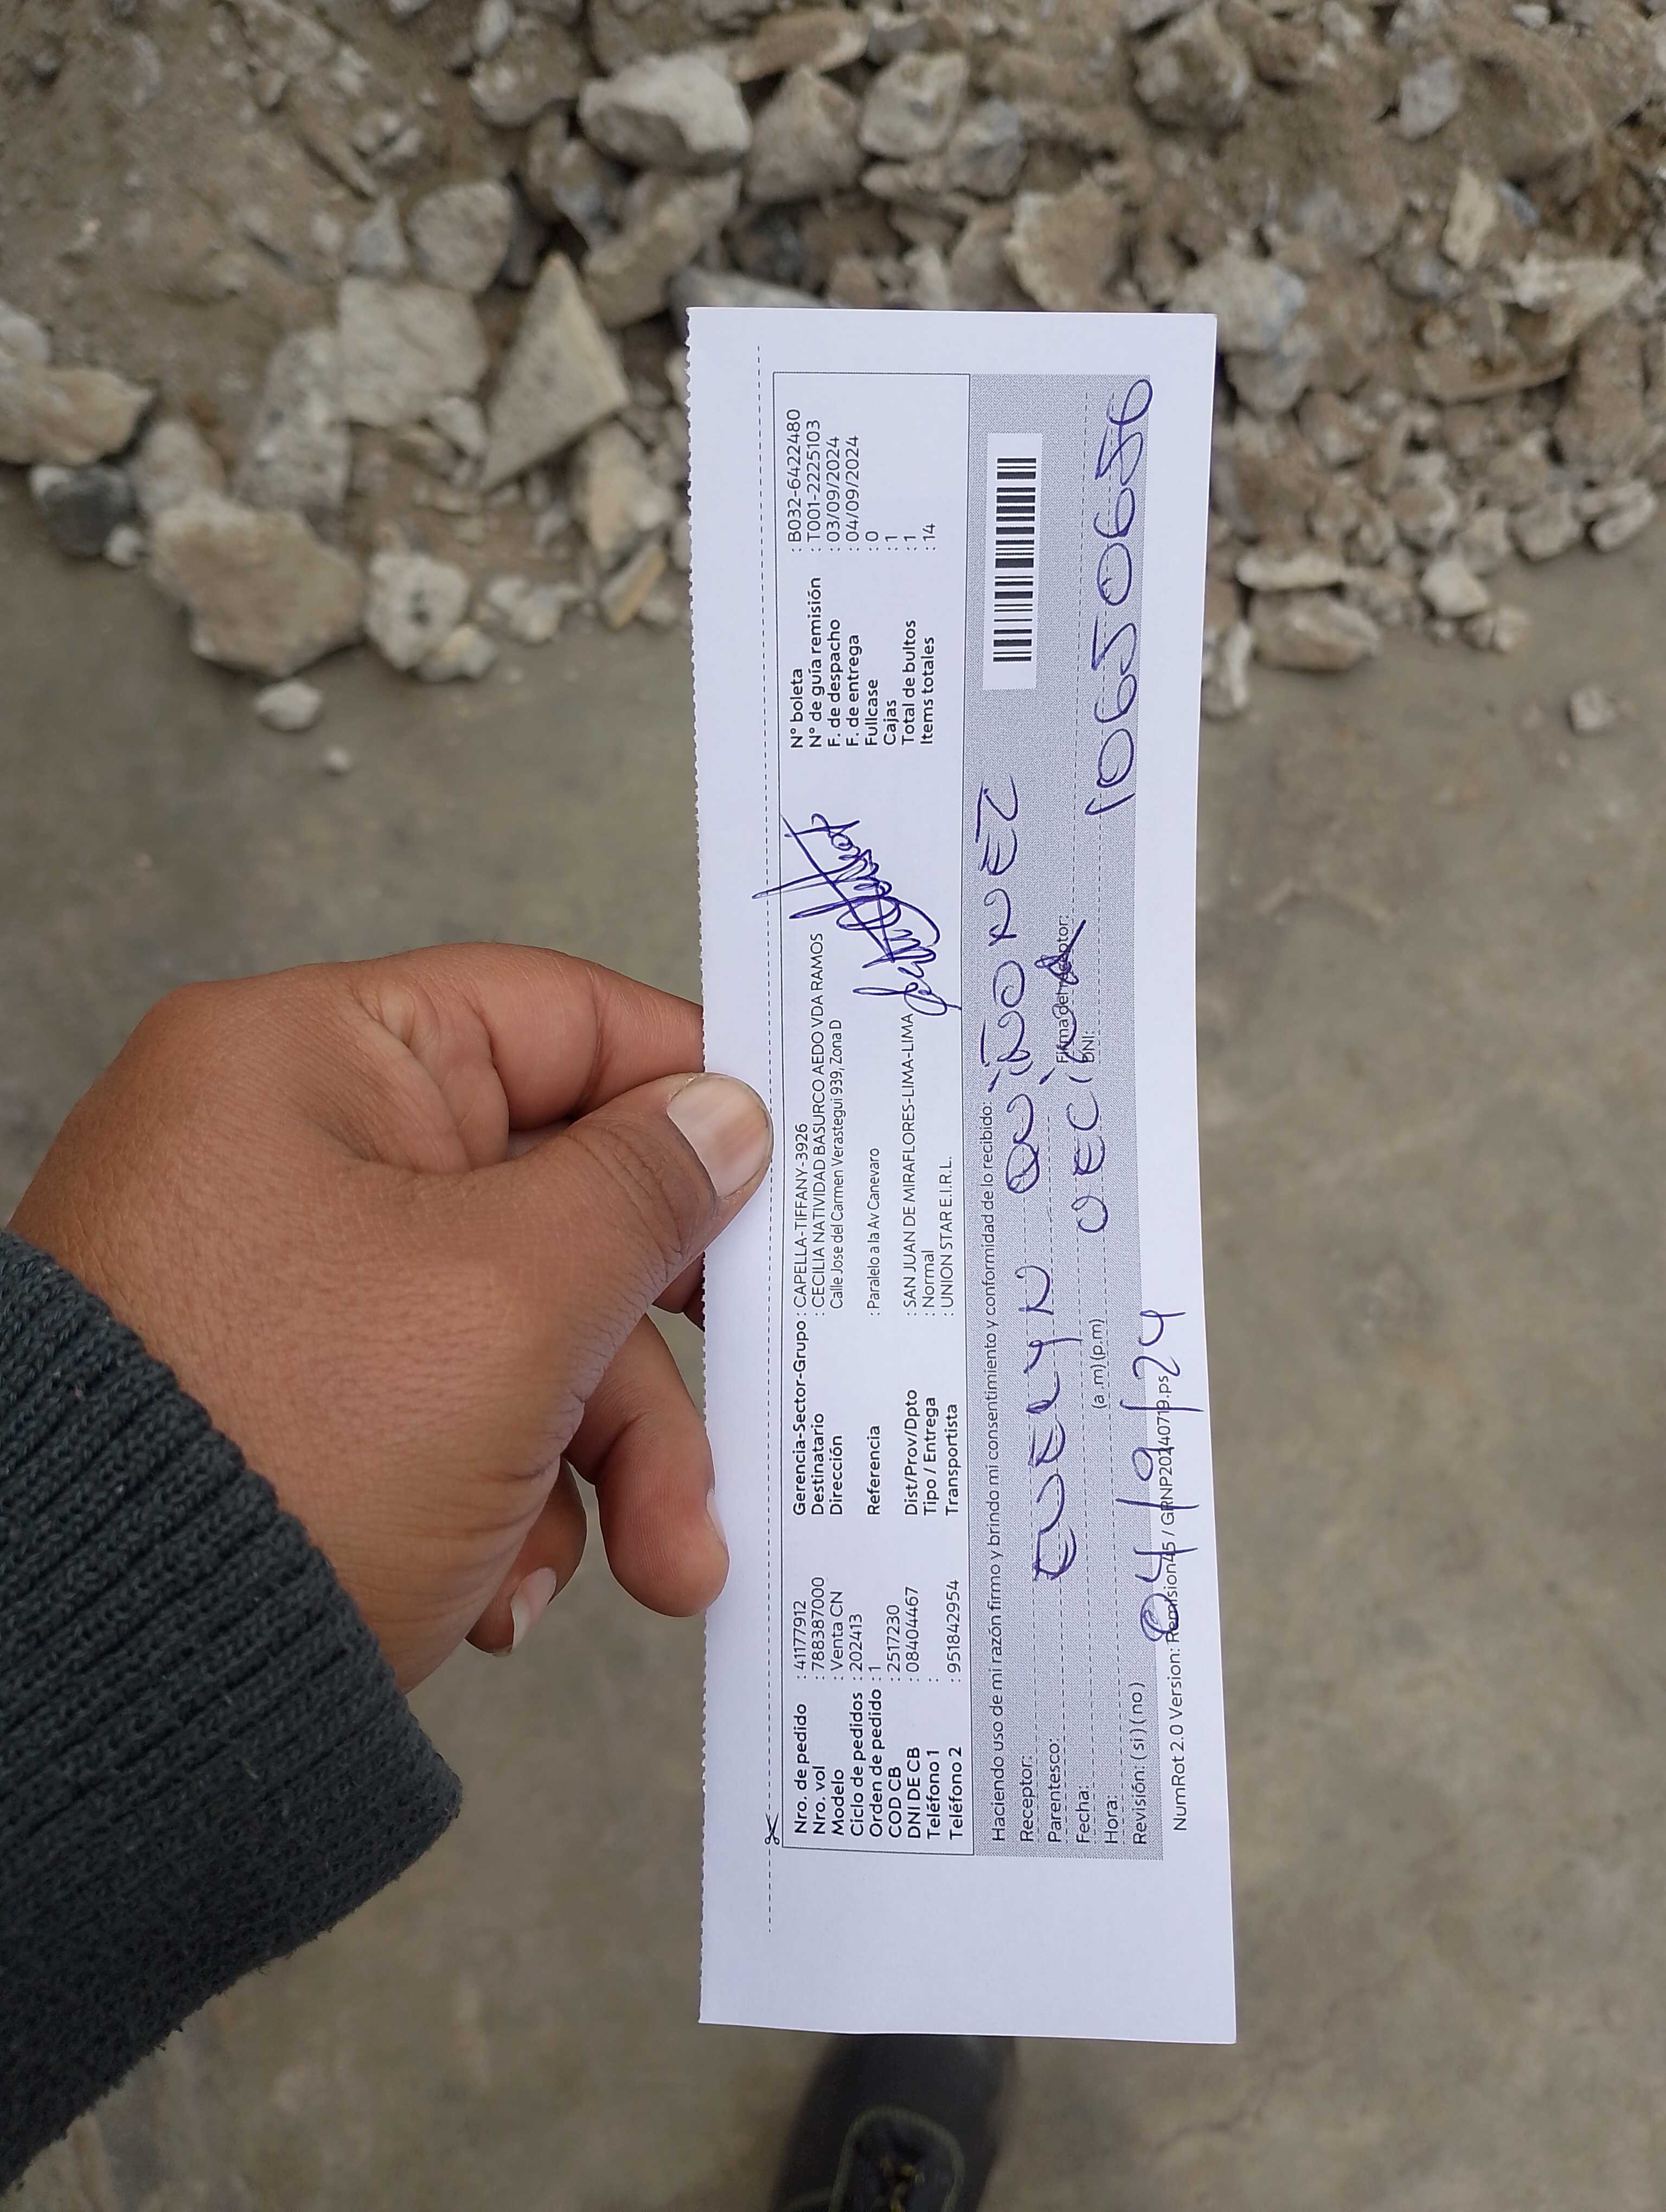 Nro. de pedido : 41177912
Nro. vol : 788387000
Modelo : Venta CN
Ciclo de pedidos : 202413
Orden de pedido : 1
COD CB : 2517230
DNI DE CB : 08404467
Teléfono 1 :
Teléfono 2 : 951842954
Gerencia-Sector-Grupo : CAPELLA-TIFFANY-3926
Destinatario : CECILIA NATIVIDAD BASURCO AEDO VDA RAMOS
Dirección Calle Jose del Carmen Verastegui 939, Zona D
Referencia : Paralelo a la Av Canevaro
Dist/Prov/Dpto : SAN JUAN DE MIRAFLORES-LIMA-LIMA
Tipo / Entrega : Normal
Transportista : UNION STAR E.I.R.L.
N° boleta : B032-6422480
N° de guía remisión : T001-2225103
F. de despacho : 03/09/2024
F. de entrega : 04/09/2024
Fullcase : 0
Cajas : 1
Total de bultos : 1
Items totales : 14
Haciendo uso de mi razón firmo y brindo mi consentimiento y conformidad de lo recibido:
Receptor: EVELYN QUIÑONEZ
Parentesco:
Fecha:
Hora: (a .m) (p.m)
Revisión: ( si ) ( no ) 04/9/24
Firma del receptor:
DNI: 10650656
NumRot 2.0 Version: Remision45 / GRNP20240719.ps